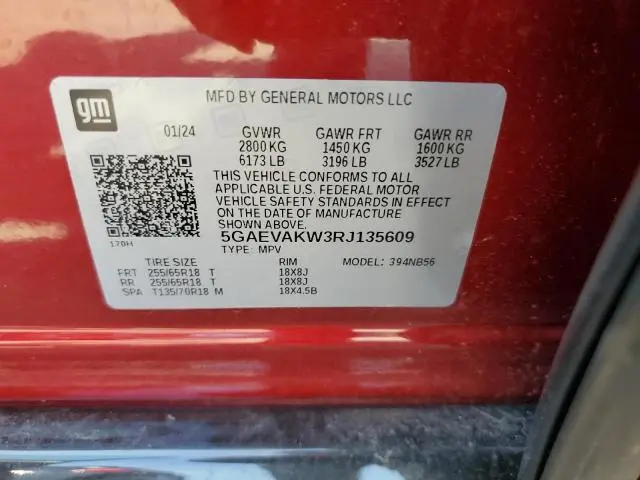 gm
MFD BY GENERAL MOTORS LLC
01/24 GVWR GAWR FRT GAWR RR
2800 KG 1450 KG 1600 KG
6173 LB 3196 LB 3527 LB
THIS VEHICLE CONFORMS TO ALL
APPLICABLE U.S. FEDERAL MOTOR
VEHICLE SAFETY STANDARDS IN EFFECT
ON THE DATE OF MANUFACTURE
SHOWN ABOVE.
170H 5GAEVAKW3RJ135609
TYPE: MPV
TIRE SIZE RIM MODEL: 394NB56
FRT 255/65R18 T 18X8J
RR 255/65R18 T 18X8J
SPA T135/70R18 M 18X4.5B